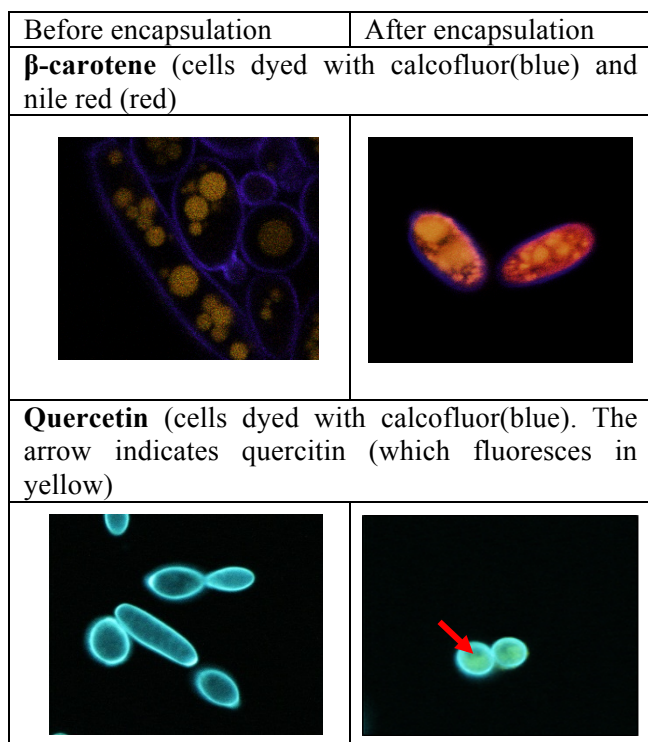 Before encapsulation After encapsulation
β-carotene (cells dyed with calcofluor(blue) and
nile red (red)
Quercetin (cells dyed with calcofluor(blue). The
arrow indicates quercitin (which fluoresces in
yellow)